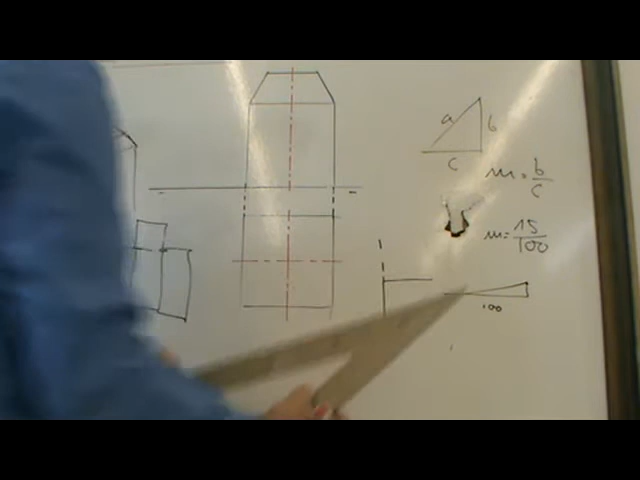 a
b
c
m = b/c
m = 15/100
100